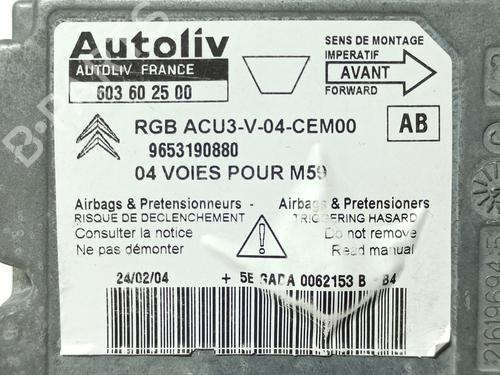 Autoliv
AUTOLIV FRANCE
603 60 25 00
SENS DE MONTAGE
IMPERATIF
AVANT
FORWARD
RGB ACU3-V-04-CEM00
AB
9653190880
04 VOIES POUR M59
Airbags & Pretensionneurs
RISQUE DE DECLENCHEMENT
Consulter la notice
Ne pas démonter
Airbags & Pretensioners
TRIGGERING HASARD
Do not remove
Read manual
24/02/04
+ 5E GADA 0062153 B 84